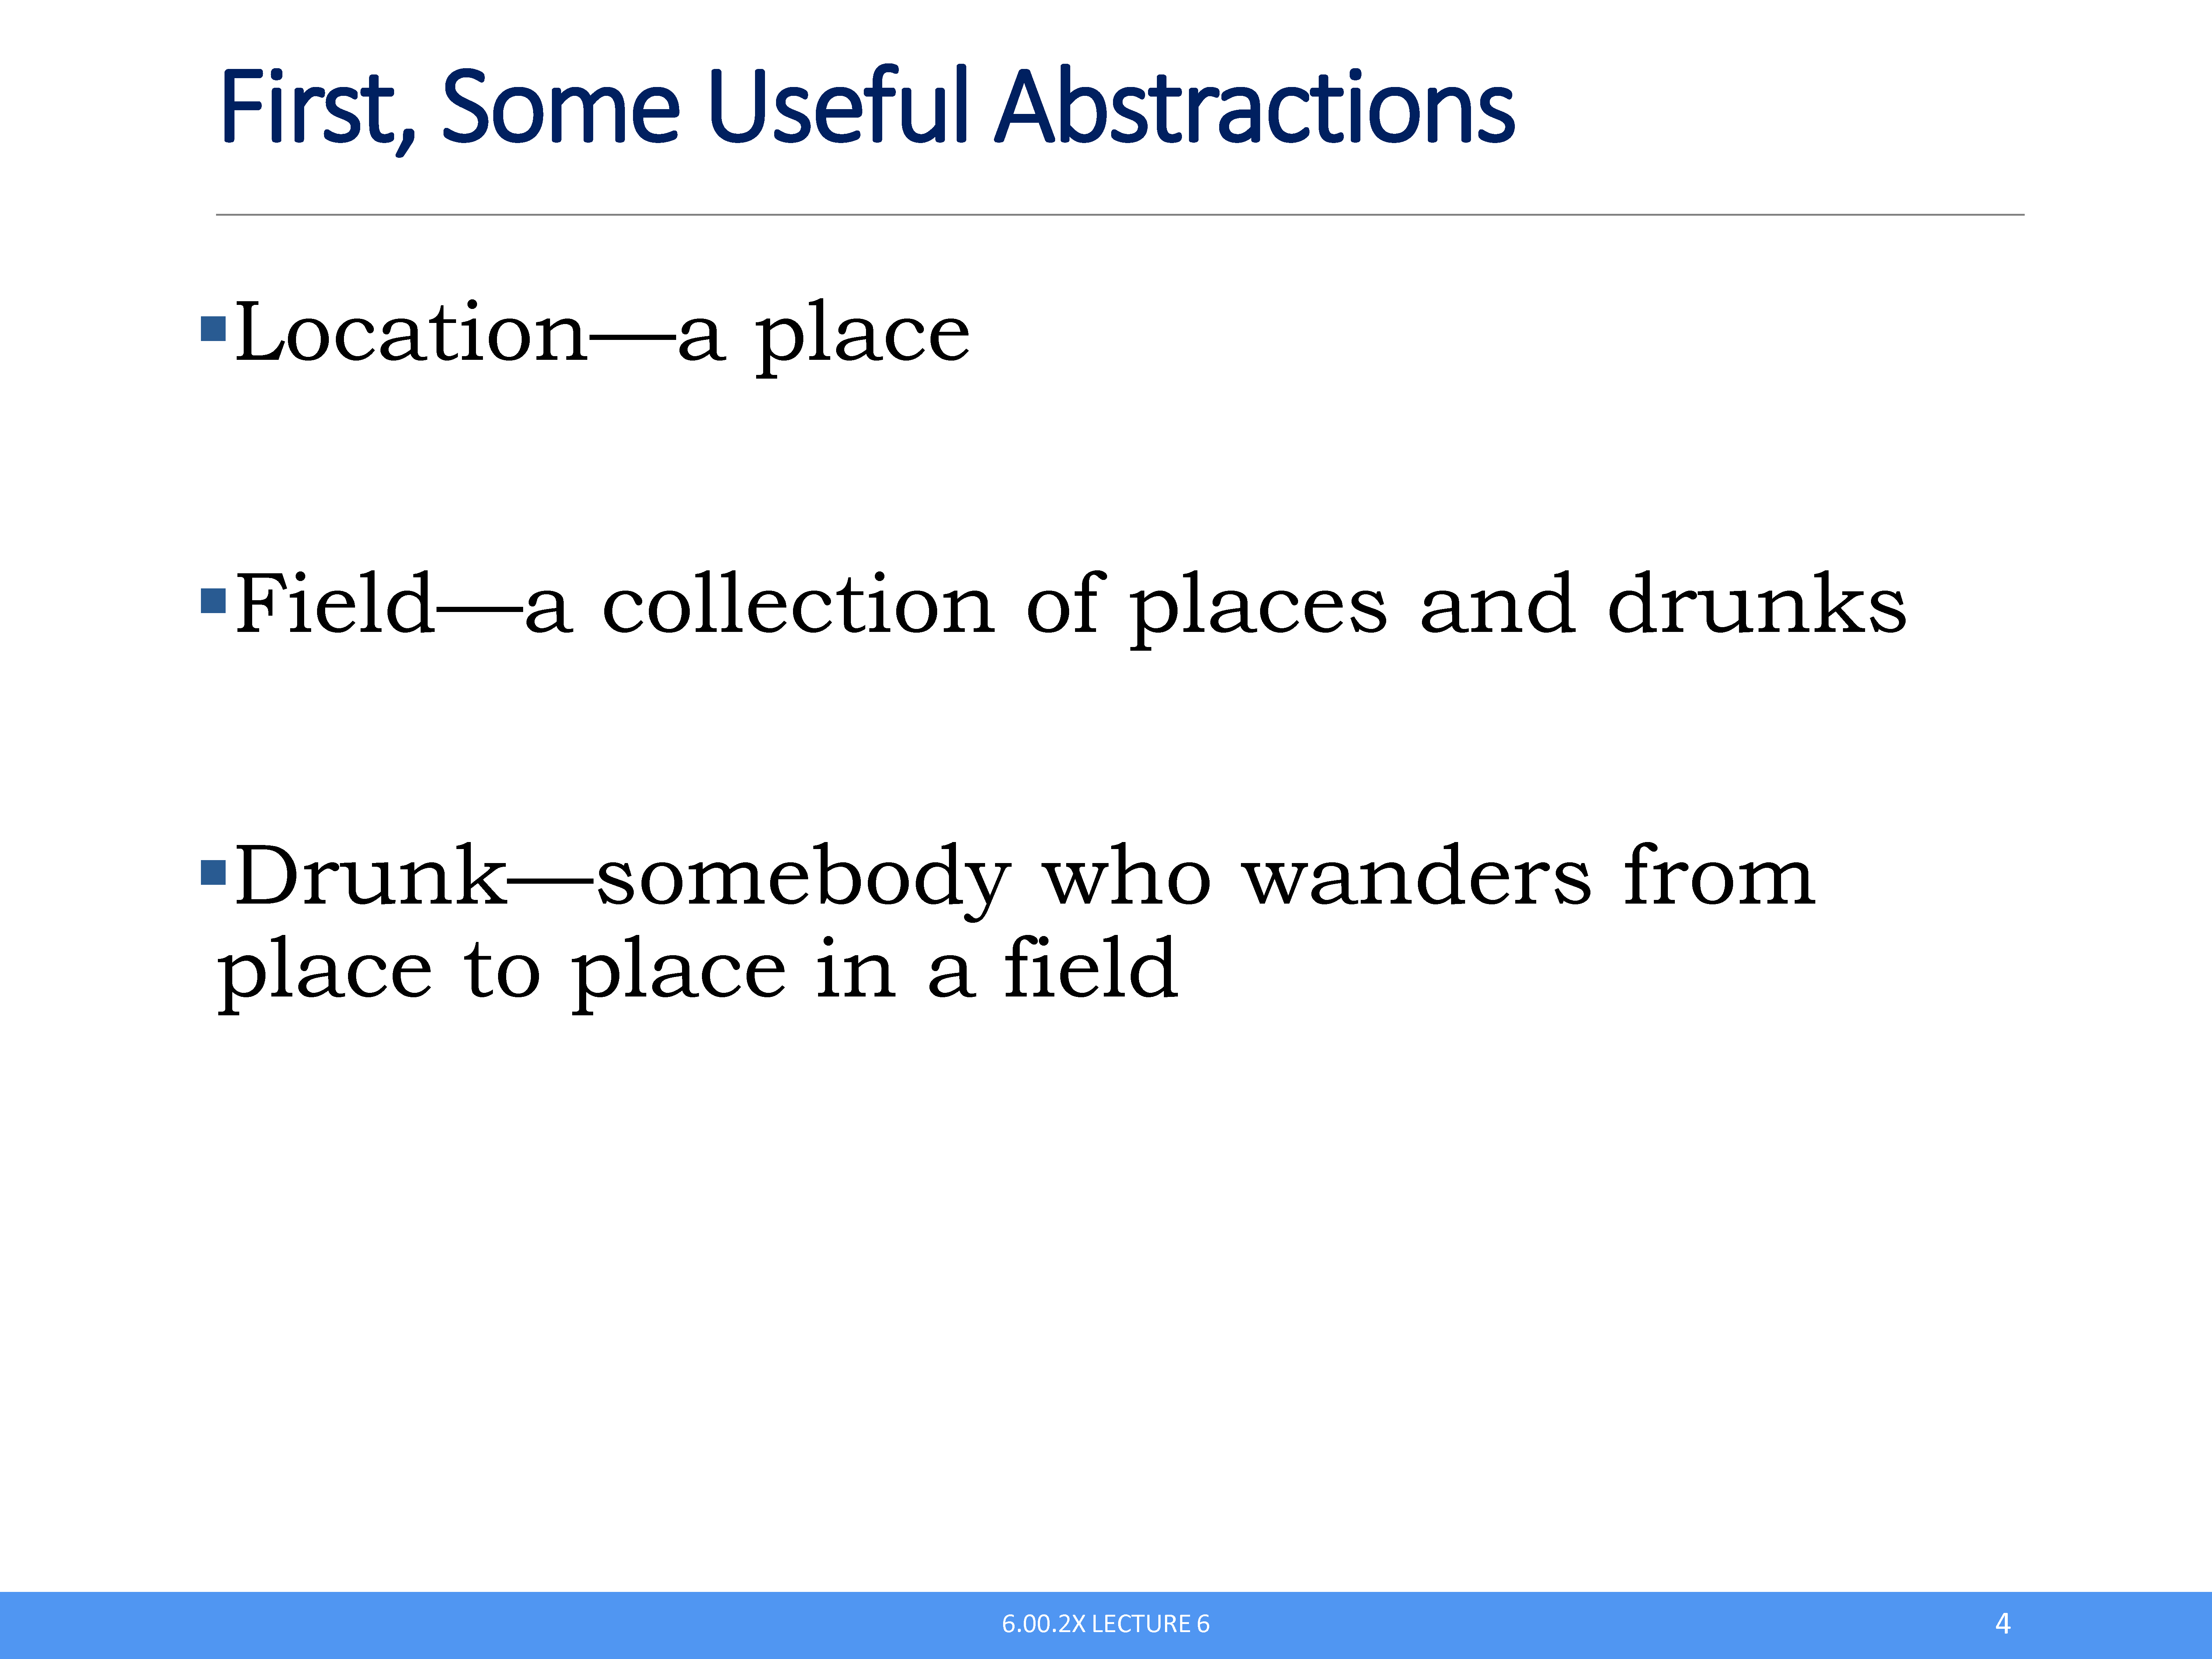 First, Some Useful Abstractions
▪Location—a place
▪Field—a collection of places and drunks
▪Drunk—somebody who wanders from
place to place in a field
6.00.2X LECTURE 6
4